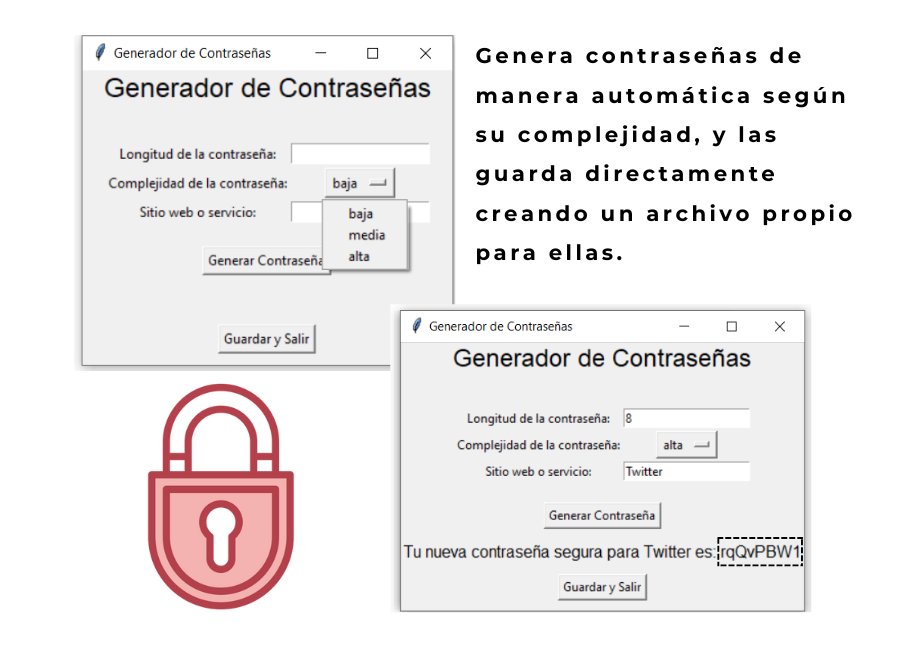 Generador de Contraseñas
Generador de Contraseñas
Longitud de la contraseña:
Complejidad de la contraseña: baja
Sitio web o servicio:
baja
media
alta
Generar Contraseña
Guardar y Salir
Genera contraseñas de
manera automática según
su complejidad, y las
guarda directamente
creando un archivo propio
para ellas.
Generador de Contraseñas
Generador de Contraseñas
Longitud de la contraseña: 8
Complejidad de la contraseña: alta
Sitio web o servicio: Twitter
Generar Contraseña
Tu nueva contraseña segura para Twitter es: rqQvPBW1
Guardar y Salir